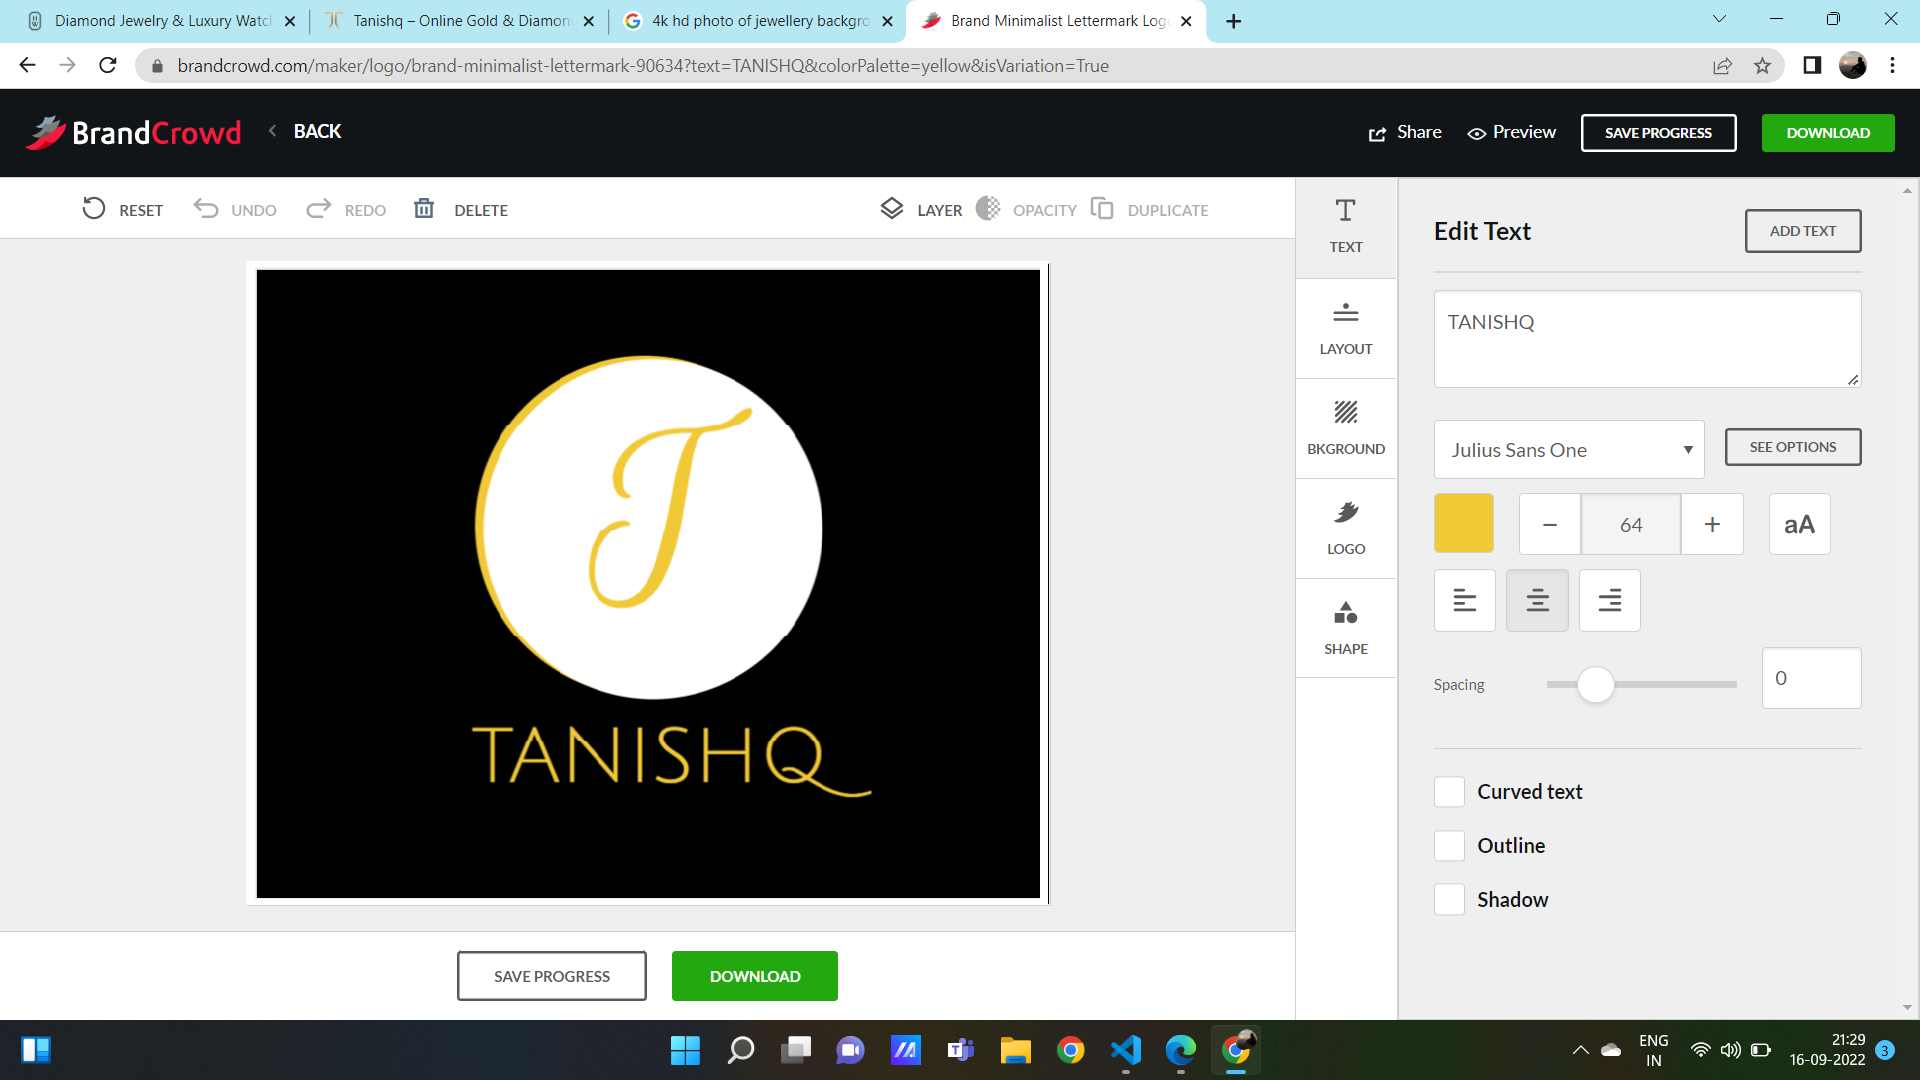 Diamond Jewelry & Luxury Watch
Tanishq – Online Gold & Diamon
4k hd photo of jewellery backgro
Brand Minimalist Lettermark Log
brandcrowd.com/maker/logo/brand-minimalist-lettermark-90634?text=TANISHQ&colorPalette=yellow&isVariation=True
BrandCrowd
BACK
Share
Preview
SAVE PROGRESS
DOWNLOAD
RESET
UNDO
REDO
DELETE
LAYER
OPACITY
DUPLICATE
T
TANISHQ
SAVE PROGRESS
DOWNLOAD
TEXT
LAYOUT
BKGROUND
LOGO
SHAPE
Edit Text
ADD TEXT
TANISHQ
Julius Sans One
SEE OPTIONS
64
aA
Spacing
0
Curved text
Outline
Shadow
ENG
IN
21:29
16-09-2022
3